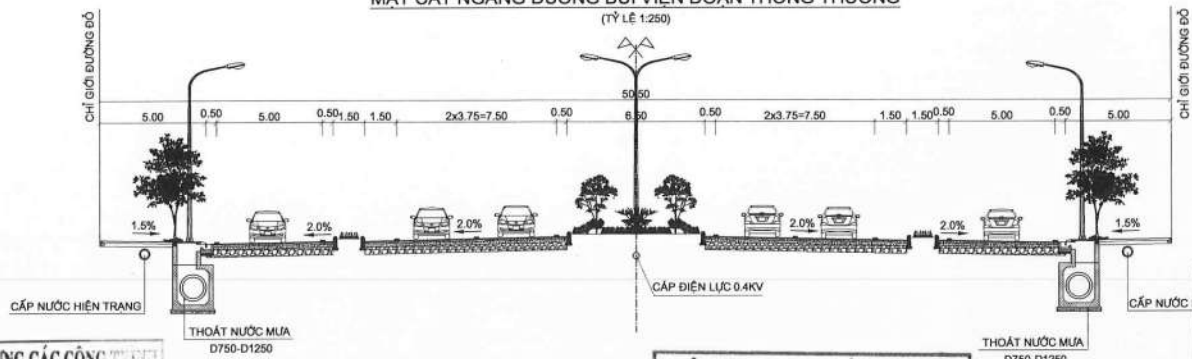 MẶT CẮT NGANG ĐƯỜNG BÙI VIỆN ĐOẠN THÔNG THƯỜNG
(TỶ LỆ 1:250)
CHỈ GIỚI ĐƯỜNG ĐỎ
CHỈ GIỚI ĐƯỜNG ĐỎ
50.50
5.00 0.50 5.00 0.50 1.50 1.50 2x3.75=7.50 0.50 6.50 0.50 2x3.75=7.50 1.50 1.50 0.50 5.00 0.50 5.00
1.5% 2.0% 2.0% 2.0% 2.0% 1.5%
CẤP NƯỚC HIỆN TRẠNG
CÁP ĐIỆN LỰC 0.4KV
CẤP NƯỚC
THOÁT NƯỚC MƯA
D750-D1250
THOÁT NƯỚC MƯA
D750-D1250